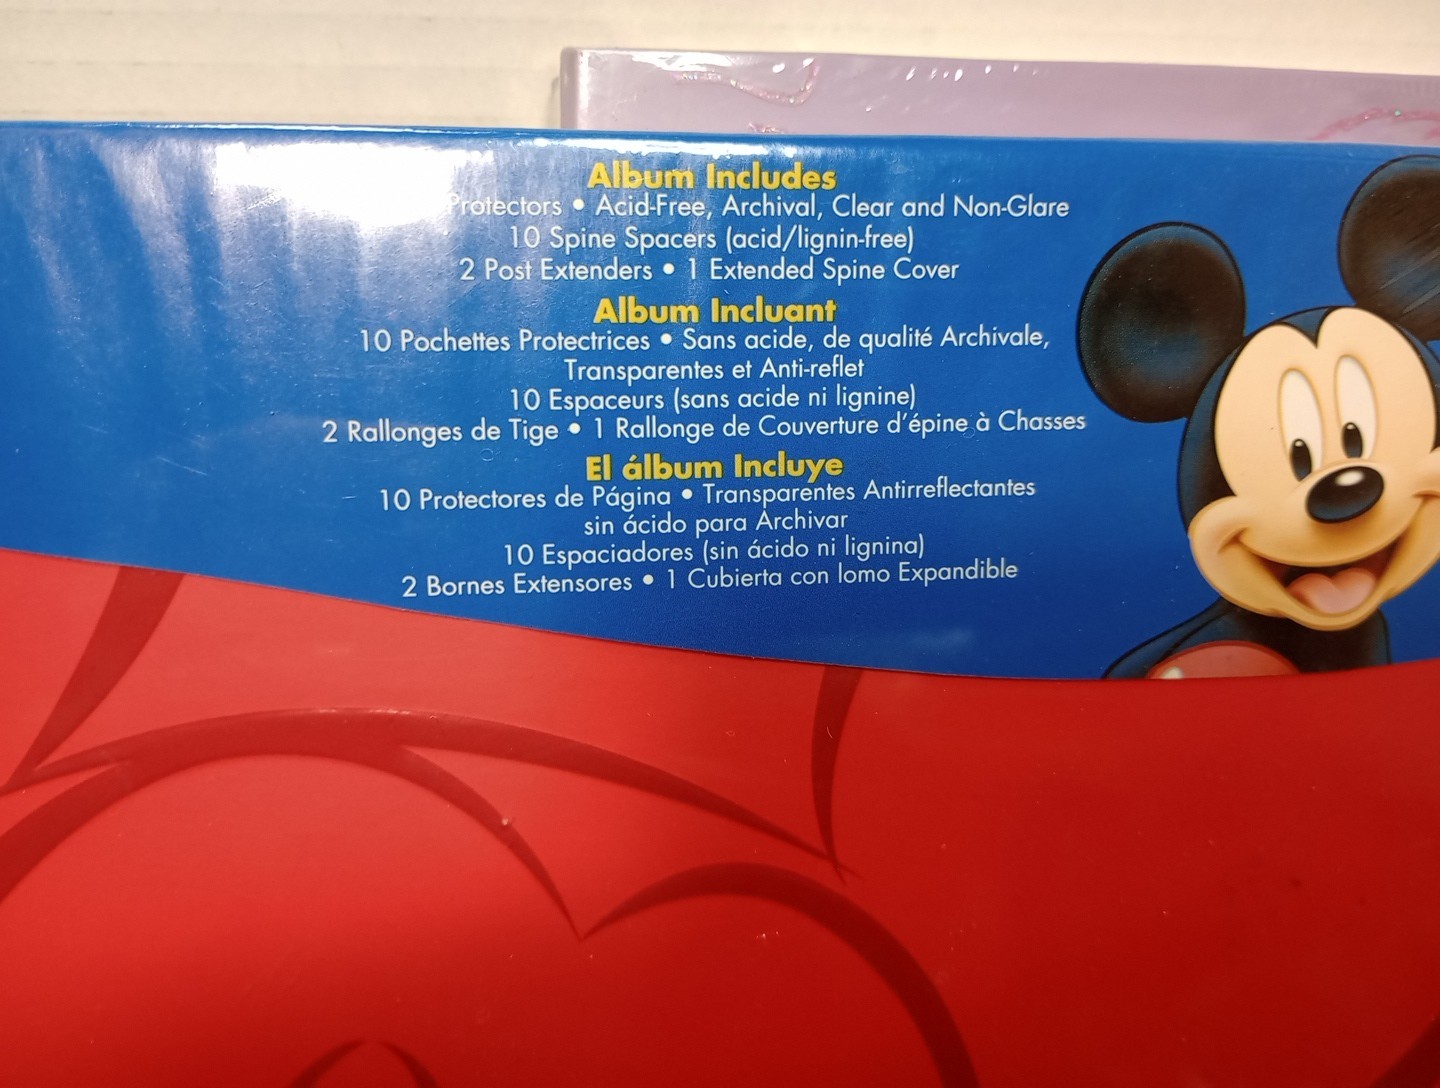 Album Includes
Protectors • Acid-Free, Archival, Clear and Non-Glare
10 Spine Spacers (acid/lignin-free)
2 Post Extenders • 1 Extended Spine Cover
Album Incluant
10 Pochettes Protectrices • Sans acide, de qualité Archivale,
Transparentes et Anti-reflet
10 Espaceurs (sans acide ni lignine)
2 Rallonges de Tige • 1 Rallonge de Couverture d'épine à Chasses
El álbum Incluye
10 Protectores de Página • Transparentes Antirreflectantes
sin ácido para Archivar
10 Espaciadores (sin ácido ni lignina)
2 Bornes Extensores • 1 Cubierta con lomo Expandible